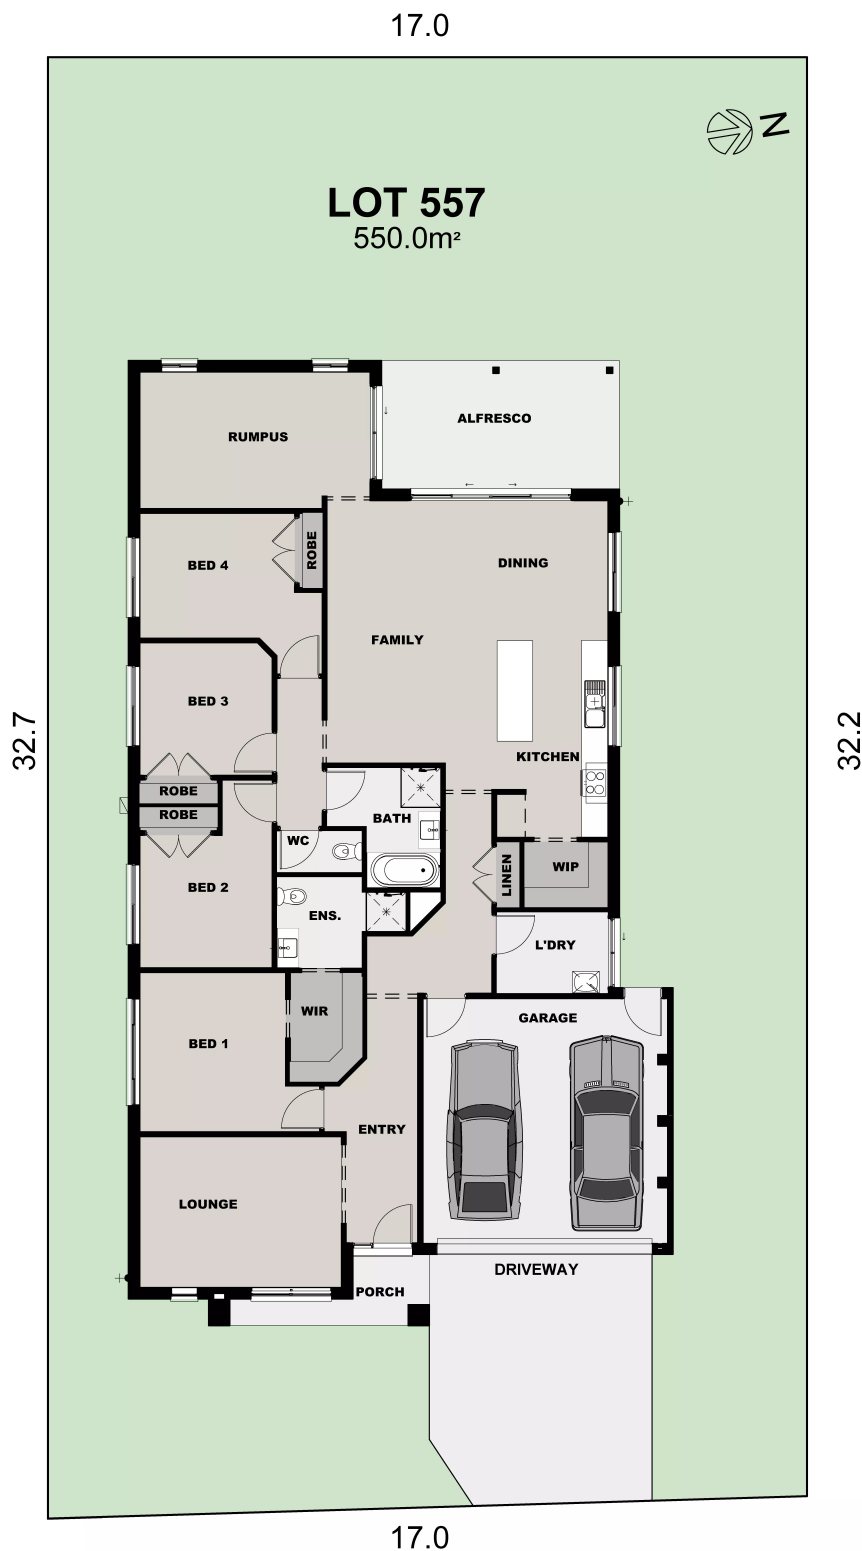 17.0
N
LOT 557
550.0m²
ALFRESCO
RUMPUS
ROBE
DINING
BED 4
FAMILY
BED 3
32.7
32.2
KITCHEN
ROBE
ROBE
BATH
WC
LINEN
WIP
BED 2
ENS.
L'DRY
WIR
GARAGE
BED 1
ENTRY
LOUNGE
DRIVEWAY
PORCH
17.0